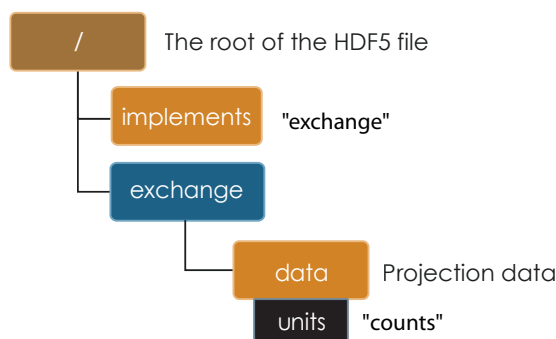 / The root of the HDF5 file
implements "exchange"
exchange
data Projection data
units "counts"